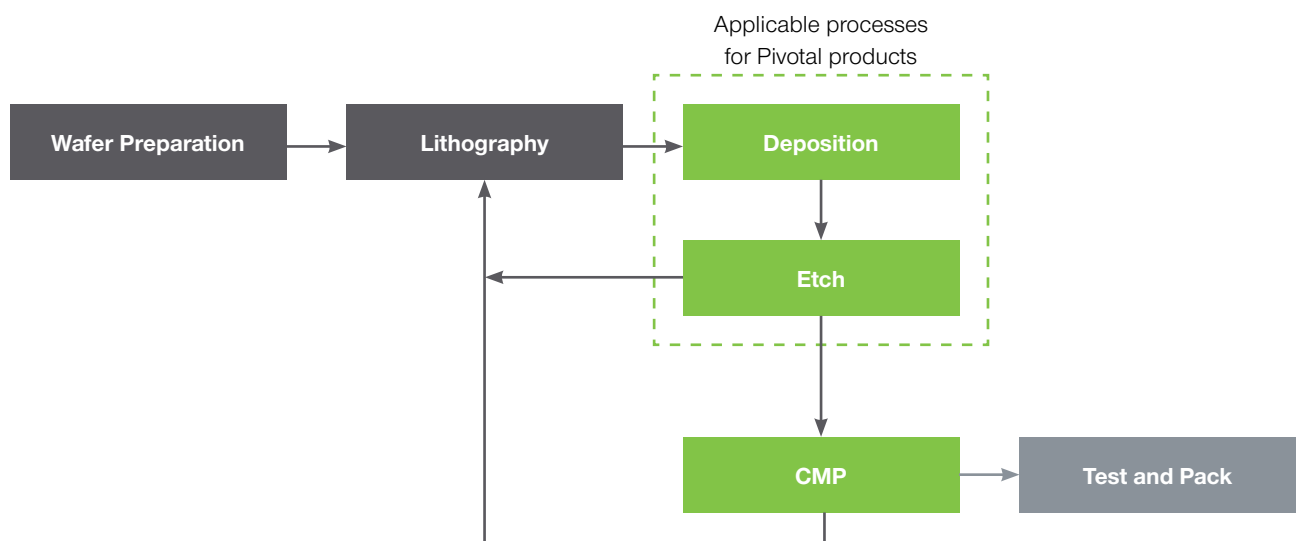 Applicable processes
for Pivotal products
Wafer Preparation
Lithography
Deposition
Etch
CMP
Test and Pack